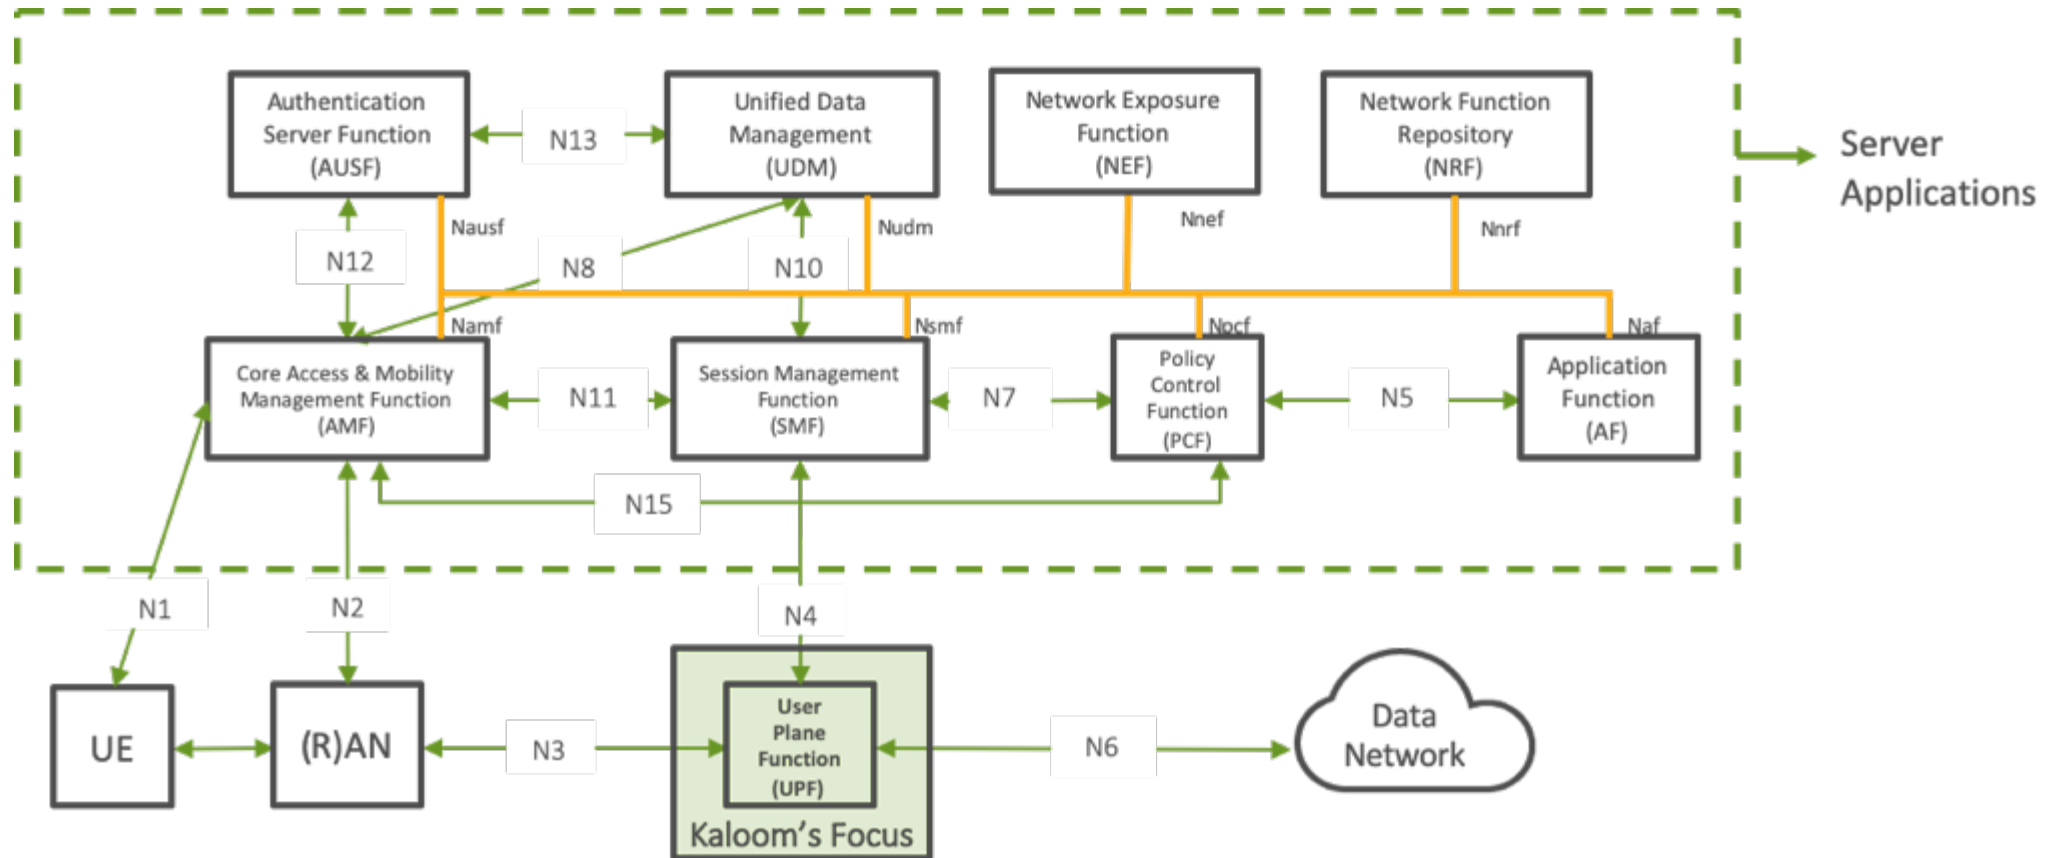 Authentication
Server Function
(AUSF)
N13
Unified Data
Management
(UDM)
Network Exposure
Function
(NEF)
Network Function
Repository
(NRF)
Server
Applications
Nausf
Nudm
Nnef
Nnrf
N12
N8
N10
Namf
Nsmf
Npcf
Naf
Core Access & Mobility
Management Function
(AMF)
N11
Session Management
Function
(SMF)
N7
Policy
Control
Function
(PCF)
N5
Application
Function
(AF)
N15
N1
N2
N4
UE
(R)AN
N3
User
Plane
Function
(UPF)
N6
Data
Network
Kaloom's Focus